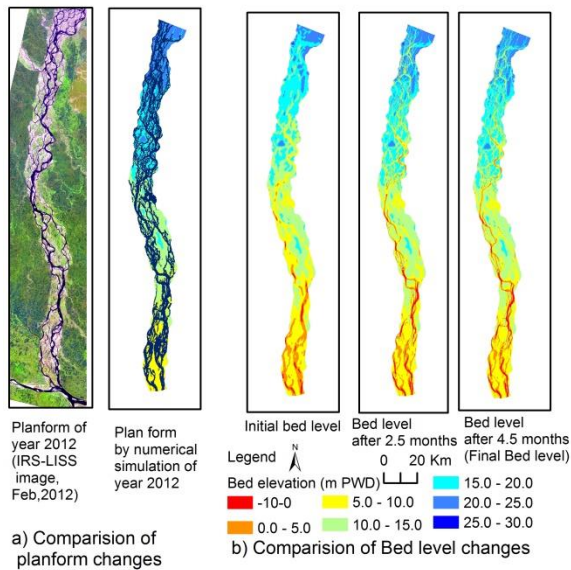 Planform of
year 2012
(IRS-LISS
image,
Feb,2012)
Plan form
by numerical
simulation of
year 2012
a) Comparision of
planform changes
Initial bed level
Bed level
after 2.5 months
Bed level
after 4.5 months
(Final Bed level)
Legend
N
0 20 Km
Bed elevation (m PWD)
-10-0
0.0 - 5.0
5.0 - 10.0
10.0 - 15.0
15.0 - 20.0
20.0 - 25.0
25.0 - 30.0
b) Comparision of Bed level changes